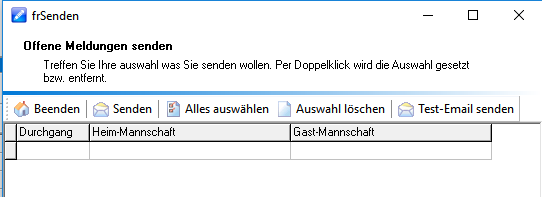 frSenden
Offene Meldungen senden
Treffen Sie Ihre auswahl was Sie senden wollen. Per Doppelklick wird die Auswahl gesetzt
bzw. entfernt.
Beenden Senden Alles auswählen Auswahl löschen Test-Email senden
Durchgang Heim-Mannschaft Gast-Mannschaft